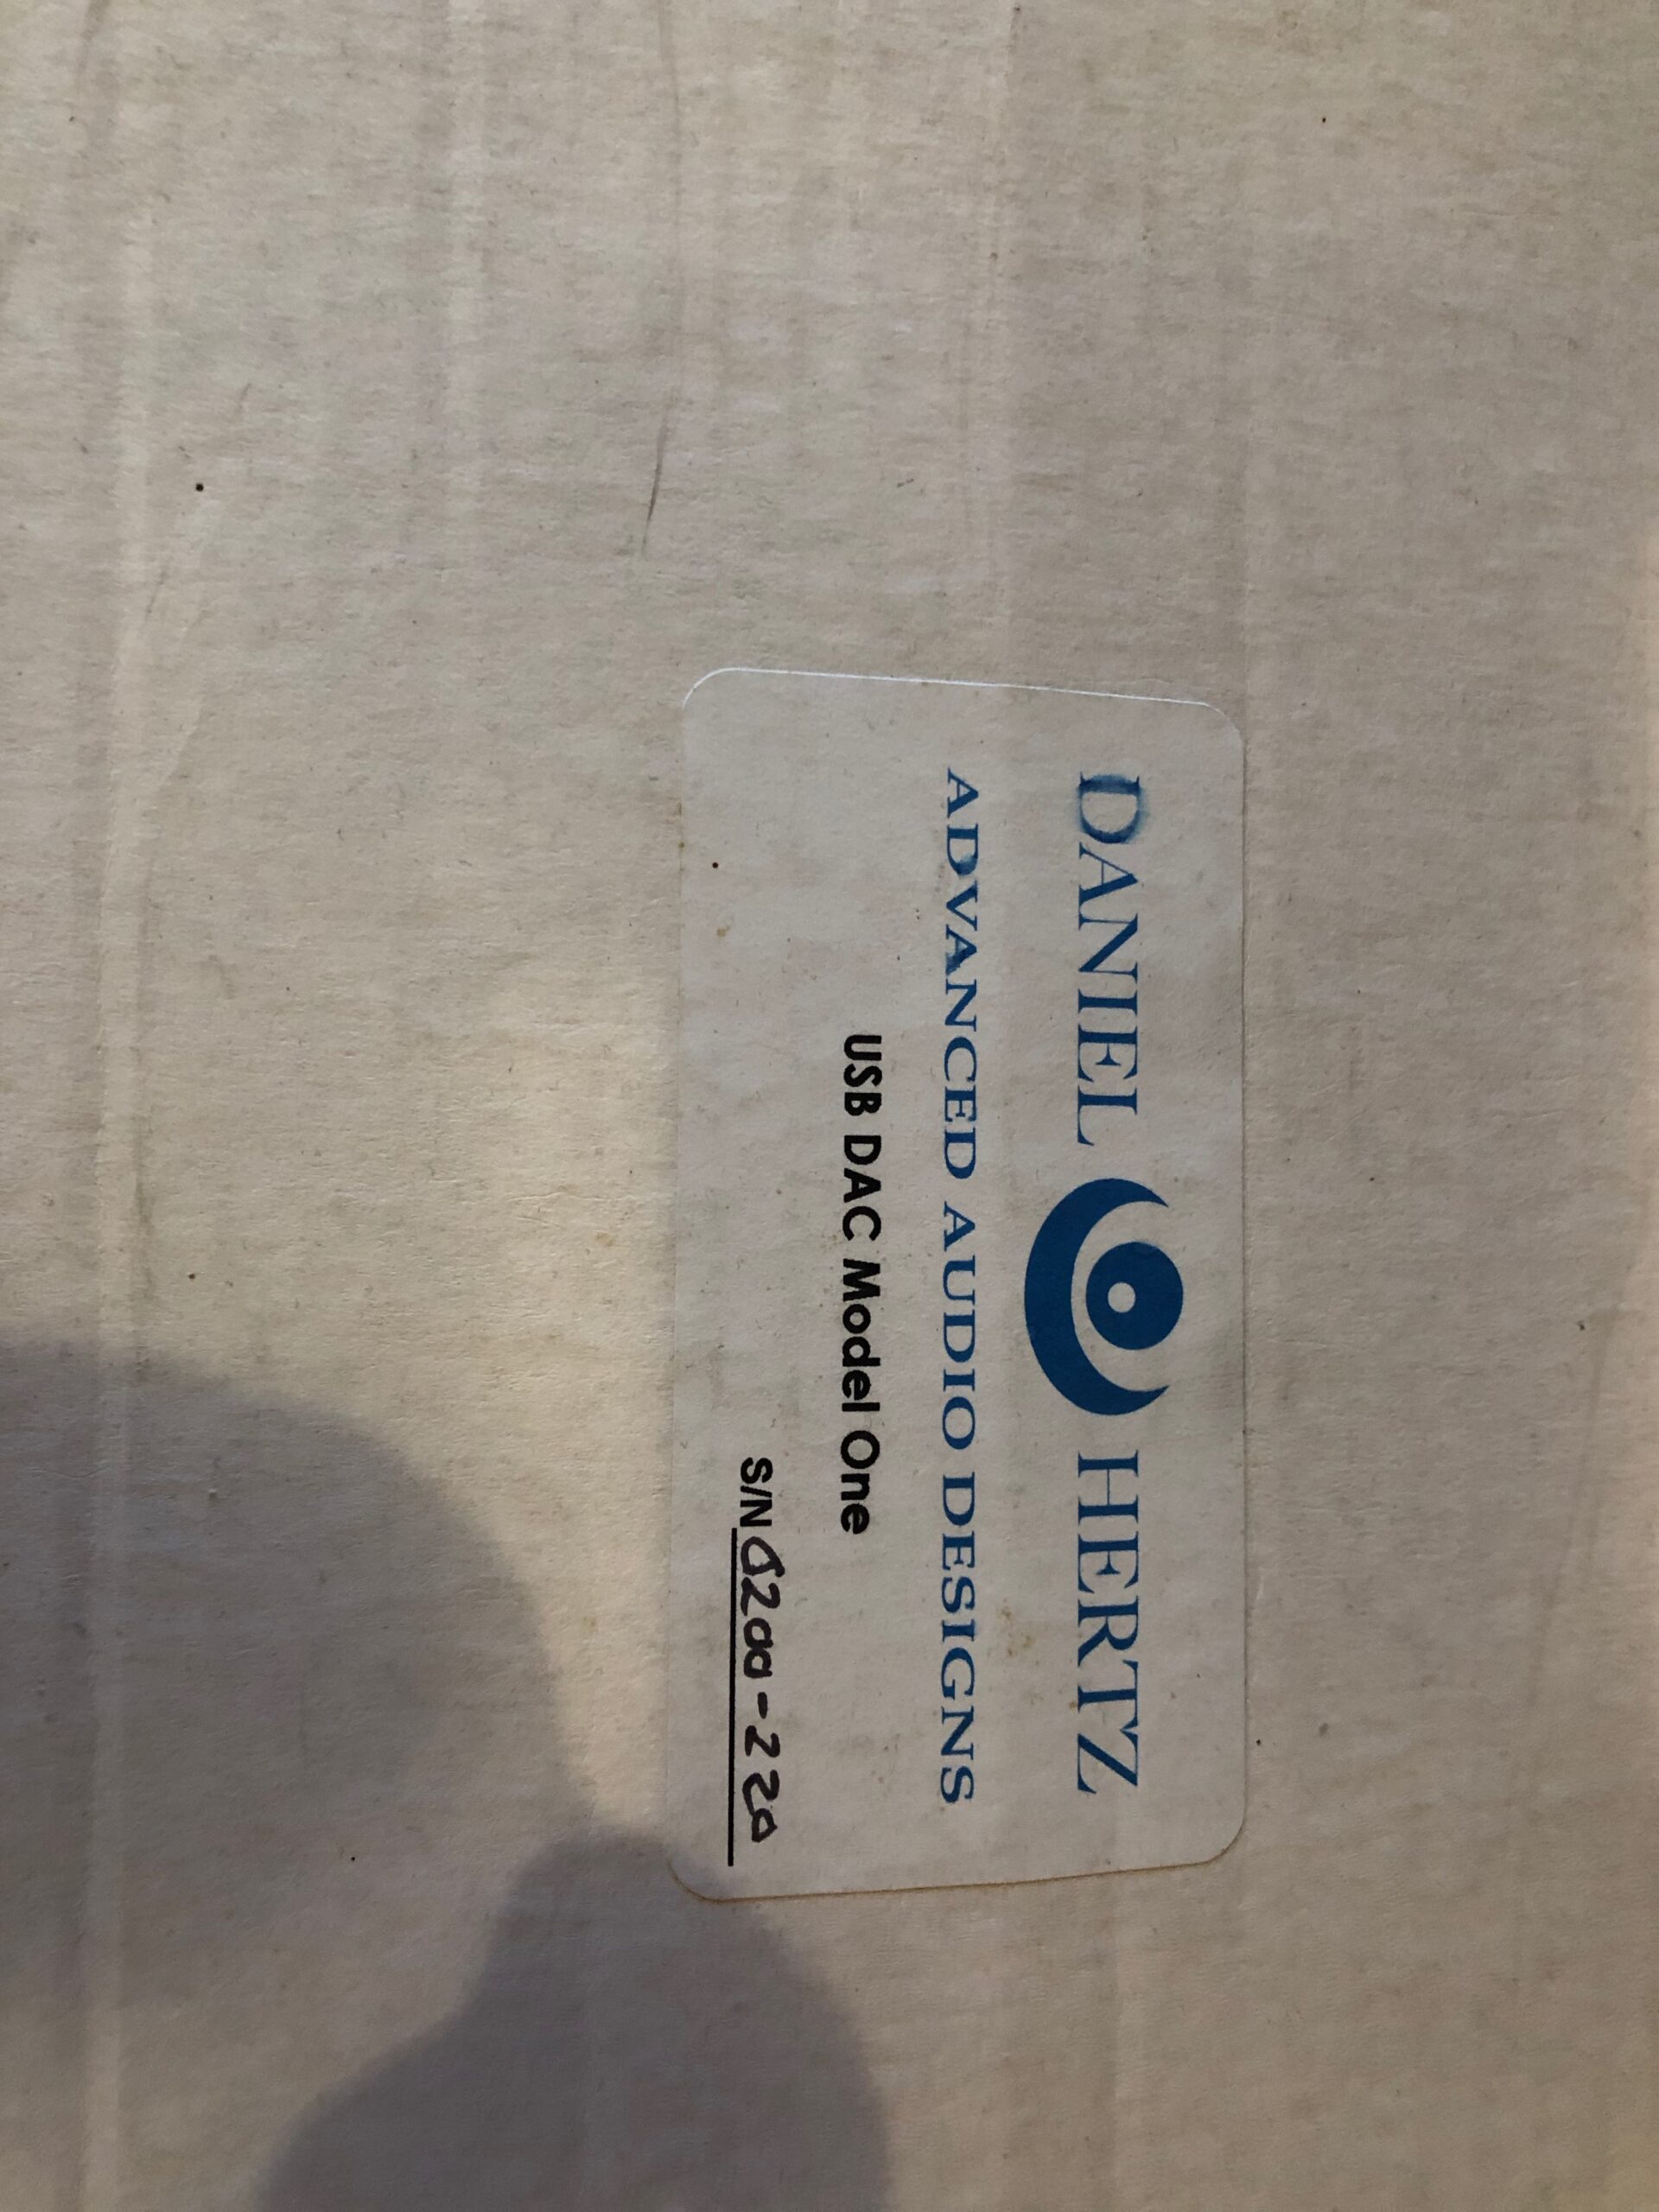 DANIEL HERTZ
ADVANCED AUDIO DESIGNS
USB DAC Model One
S/N 0200-220